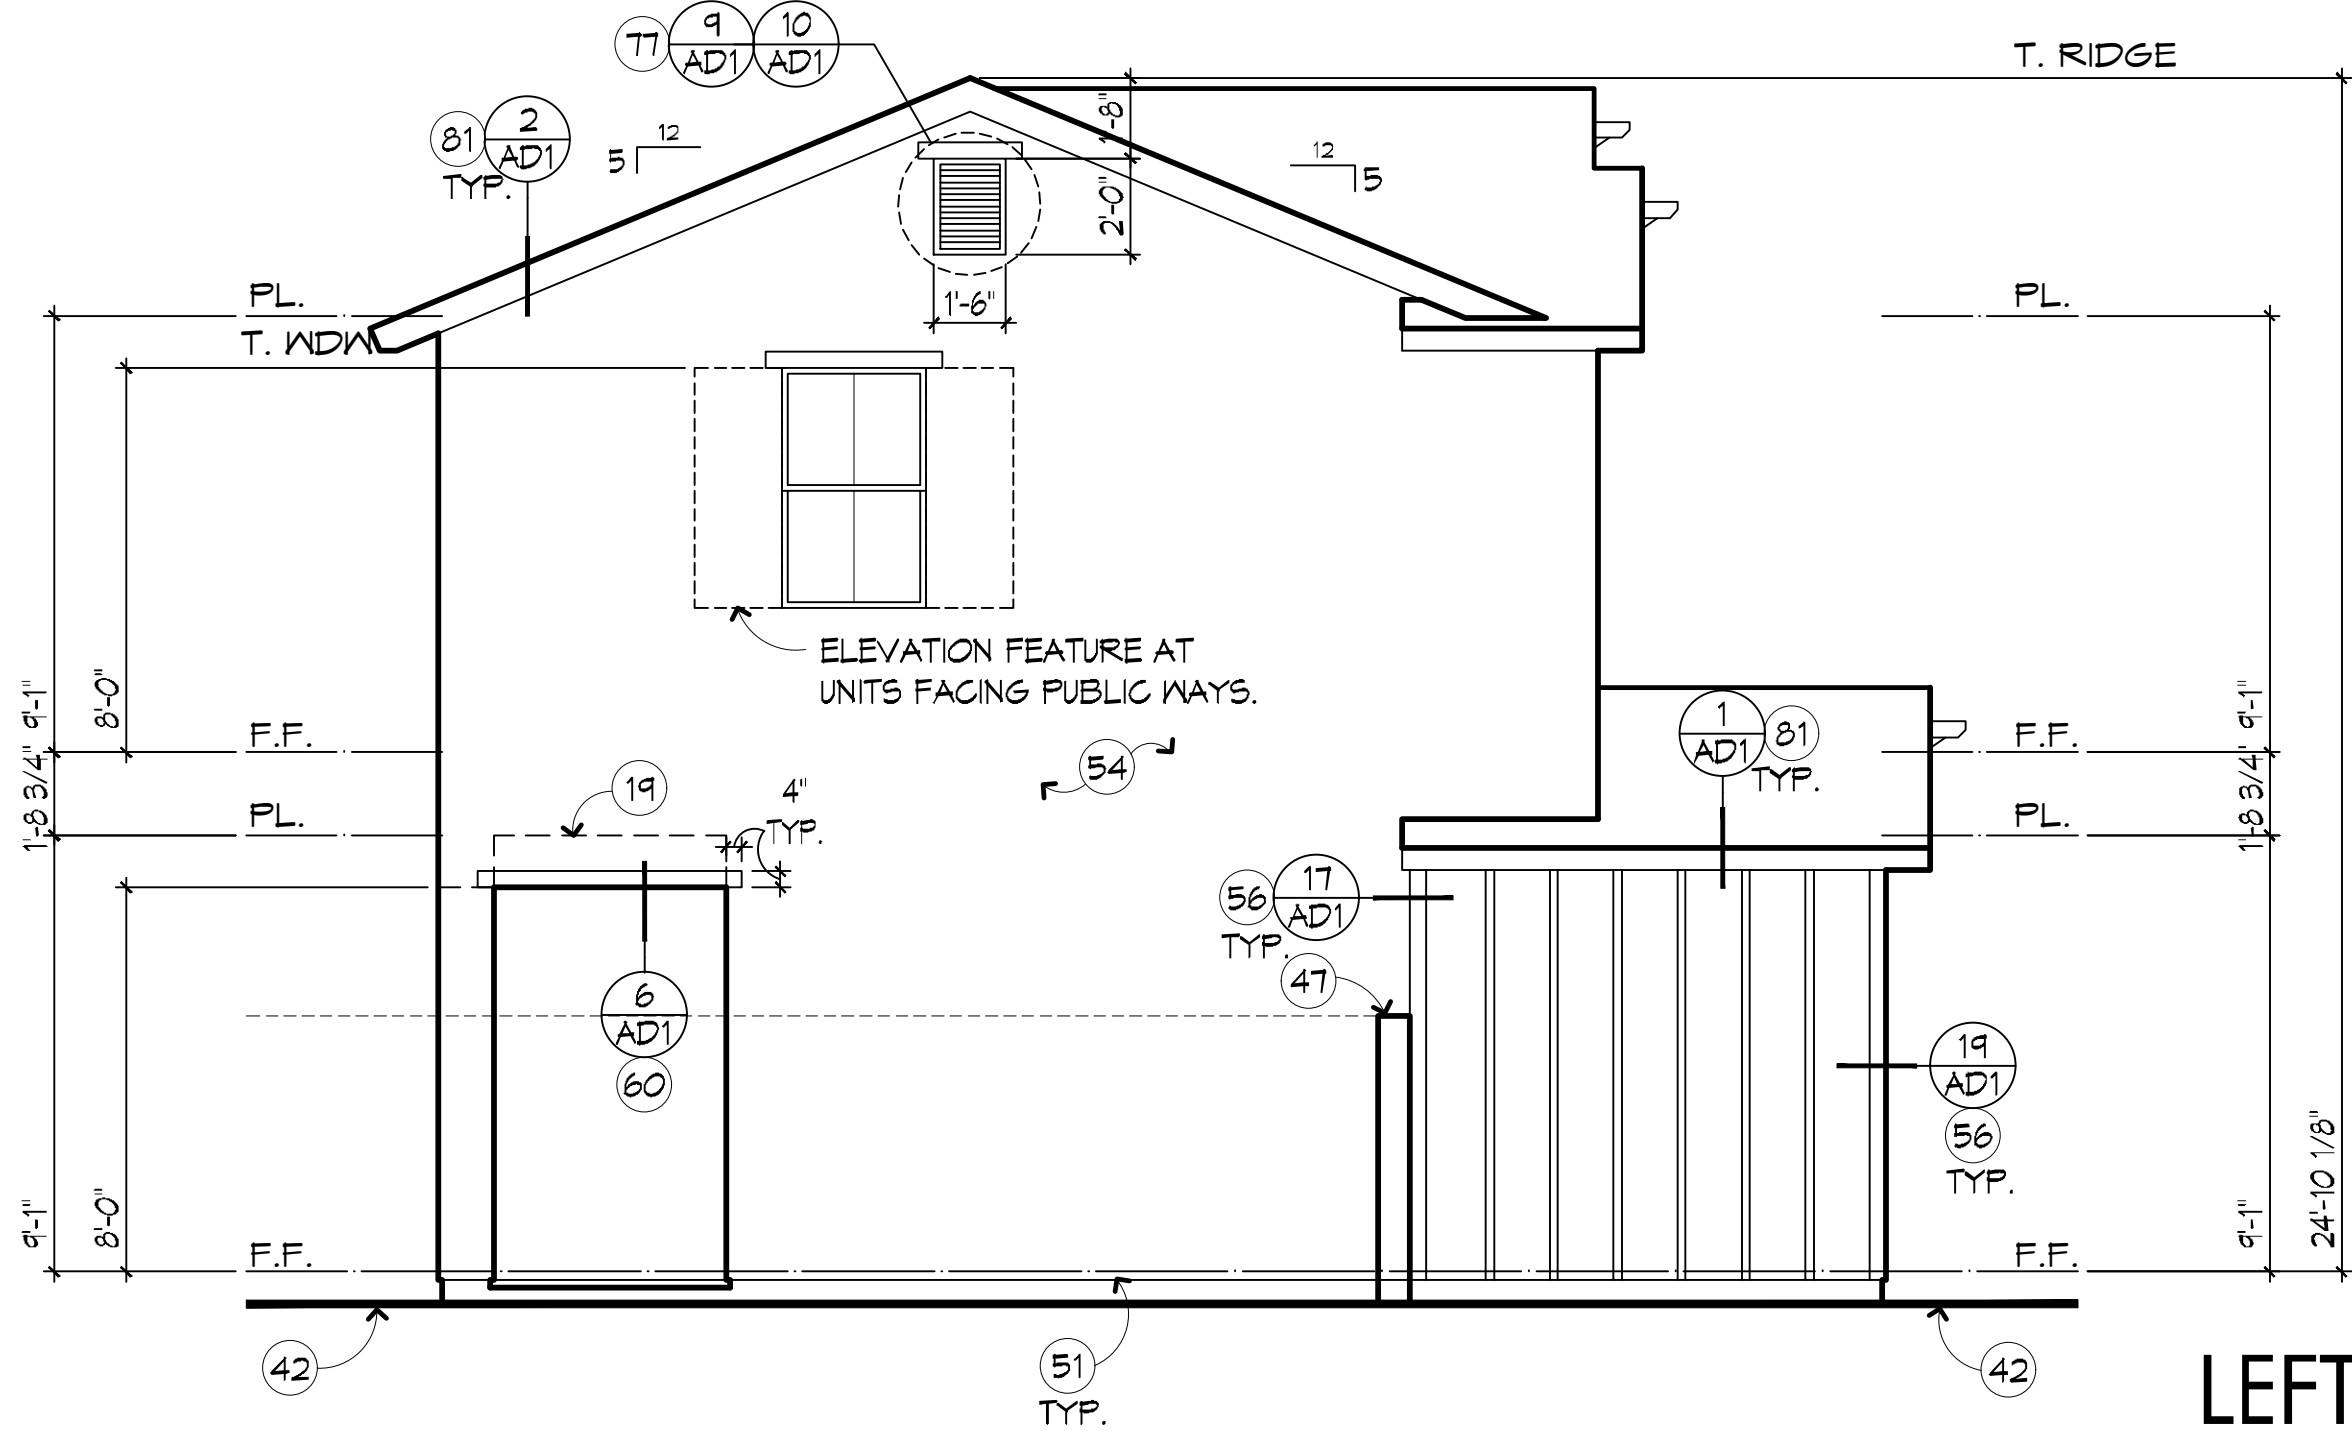 77
9
AD1
10
AD1
T. RIDGE
81
2
AD1
TYP.
12
5
1'-8"
12
5
2'-0"
PL.
PL.
1'-6"
T. WDW
ELEVATION FEATURE AT
UNITS FACING PUBLIC WAYS.
9'-1"
8'-0"
9'-1"
F.F.
F.F.
1
AD1
81
TYP.
54
19
4"
TYP.
1'-8 3/4"
1'-8 3/4"
PL.
PL.
56
17
AD1
TYP.
47
6
AD1
60
19
AD1
56
TYP.
9'-1"
8'-0"
9'-1"
24'-10 1/8"
F.F.
F.F.
42
51
TYP.
42
LEFT